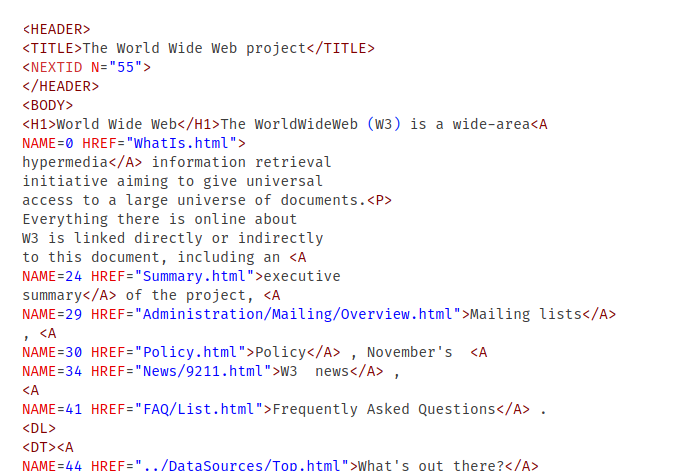 <HEADER>
<TITLE>The World Wide Web project</TITLE>
<NEXTID N="55">
</HEADER>
<BODY>
<H1>World Wide Web</H1>The WorldWideWeb (W3) is a wide-area<A
NAME=0 HREF="WhatIs.html">
hypermedia</A> information retrieval
initiative aiming to give universal
access to a large universe of documents.<P>
Everything there is online about
W3 is linked directly or indirectly
to this document, including an <A
NAME=24 HREF="Summary.html">executive
summary</A> of the project, <A
NAME=29 HREF="Administration/Mailing/Overview.html">Mailing lists</A>
, <A
NAME=30 HREF="Policy.html">Policy</A> , November's  <A
NAME=34 HREF="News/9211.html">W3  news</A> ,
<A
NAME=41 HREF="FAQ/List.html">Frequently Asked Questions</A> .
<DL>
<DT><A
NAME=44 HREF="../DataSources/Top.html">What's out there?</A>